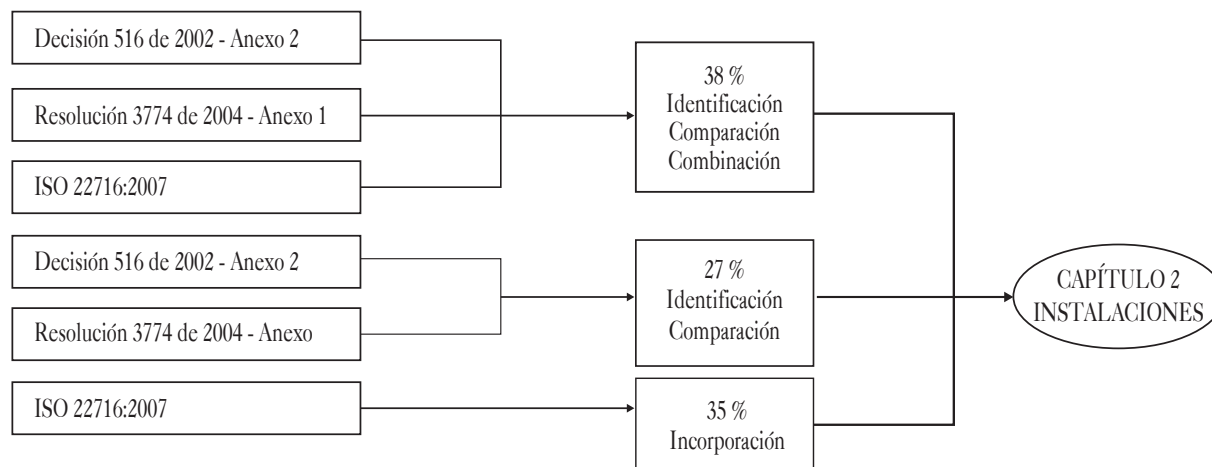 Decisión 516 de 2002 - Anexo 2
Resolución 3774 de 2004 - Anexo 1
ISO 22716:2007
38 %
Identificación
Comparación
Combinación
Decisión 516 de 2002 - Anexo 2
Resolución 3774 de 2004 - Anexo
27 %
Identificación
Comparación
ISO 22716:2007
35 %
Incorporación
CAPÍTULO 2
INSTALACIONES